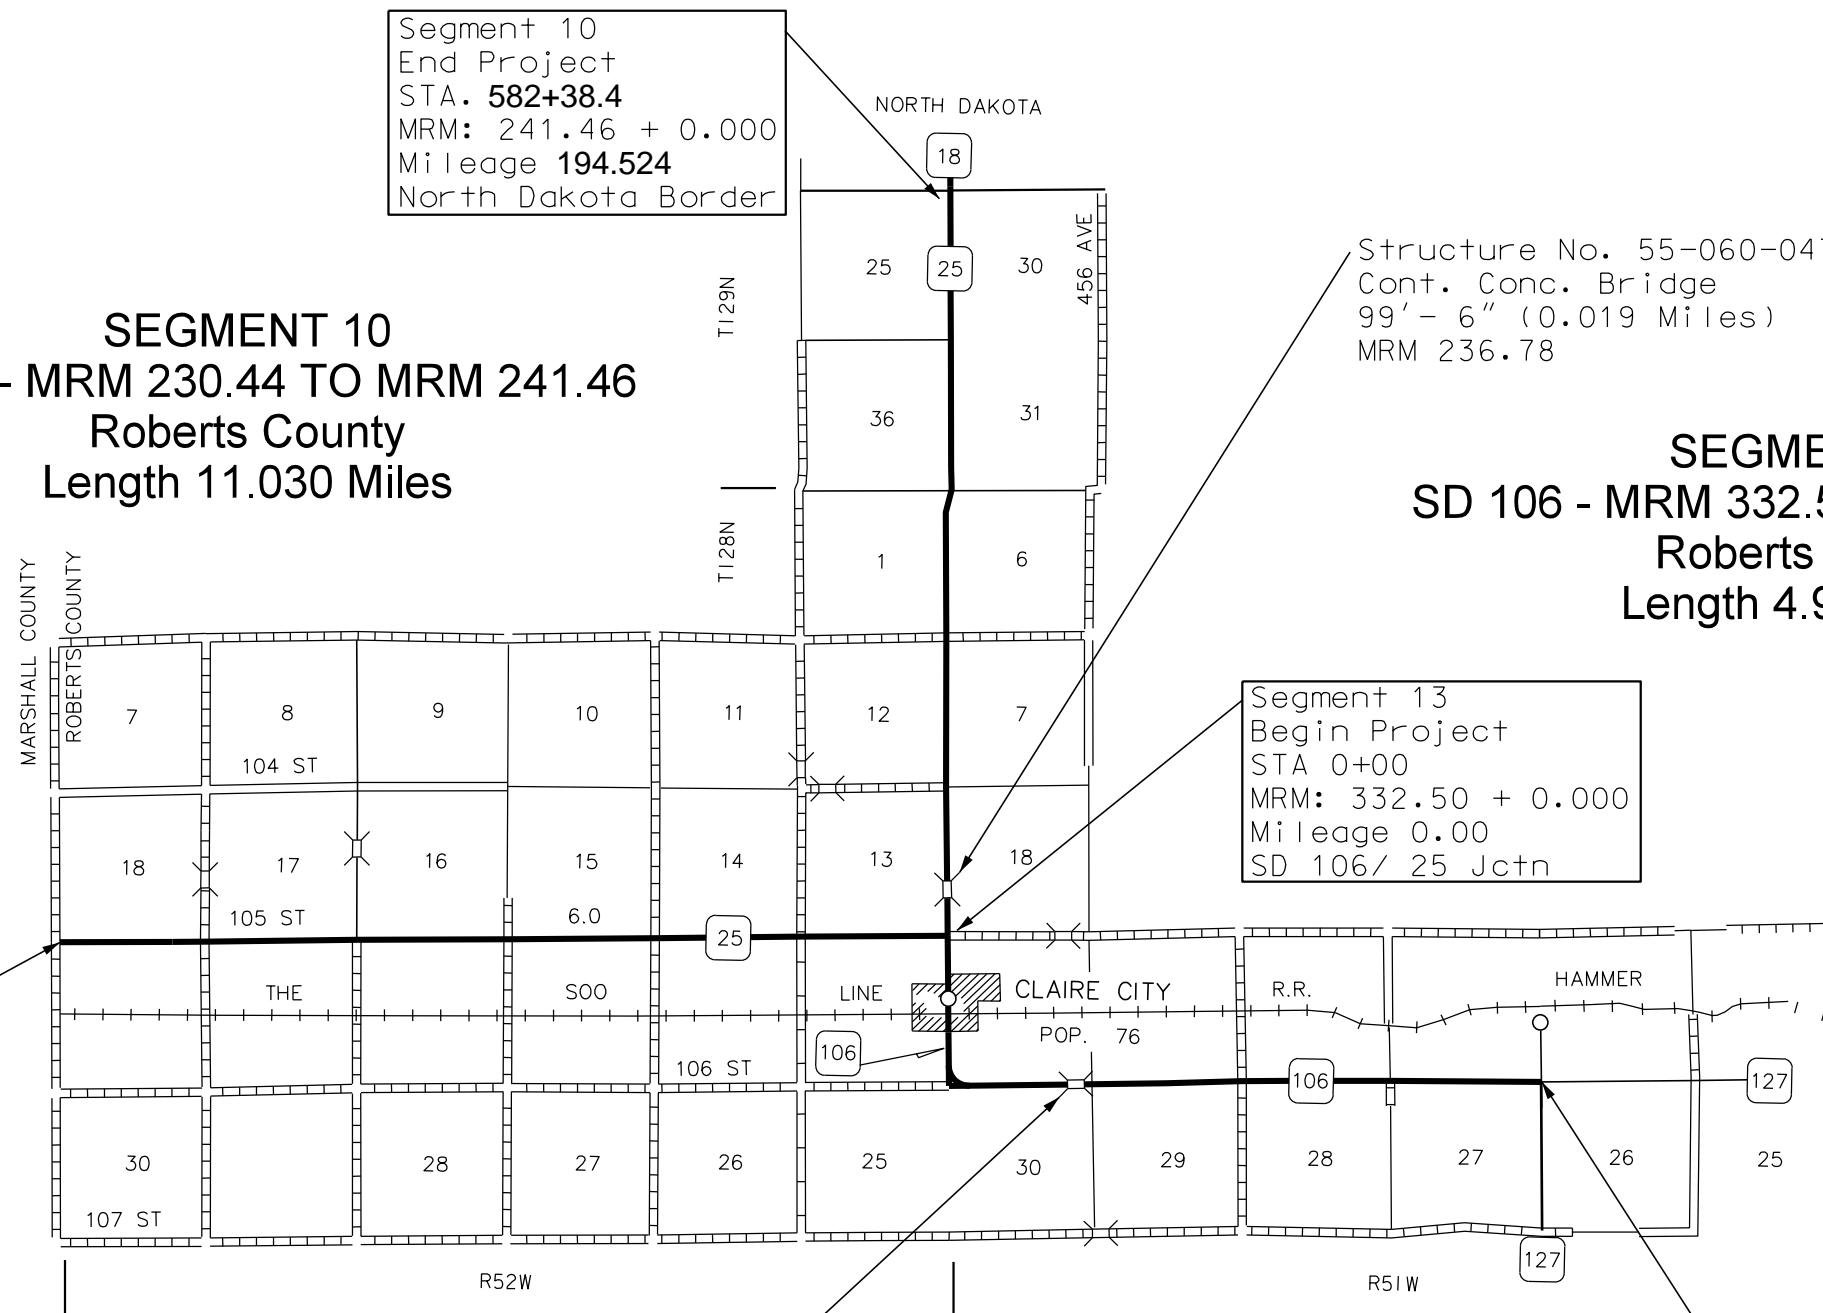 Segment 10
End Project
STA. 582+38.4
MRM: 241.46 + 0.000
Mileage 194.524
North Dakota Border
NORTH DAKOTA
18
25
25
30
456 AVE
T129N
Structure No. 55-060-04
Cont. Conc. Bridge
99'- 6" (0.019 Miles)
MRM 236.78
SEGMENT 10
- MRM 230.44 TO MRM 241.46
Roberts County
Length 11.030 Miles
36
31
SEGME
SD 106 - MRM 332.5
Roberts
Length 4.9
T128N
1
6
MARSHALL COUNTY
ROBERTS COUNTY
7
8
9
10
11
12
7
104 ST
Segment 13
Begin Project
STA 0+00
MRM: 332.50 + 0.000
Mileage 0.00
SD 106/ 25 Jctn
18
17
16
15
14
13
18
105 ST
6.0
25
THE
SOO
LINE
CLAIRE CITY
R.R.
HAMMER
POP. 76
106
106 ST
106
127
30
28
27
26
25
30
29
28
27
26
25
107 ST
127
R52W
R51W